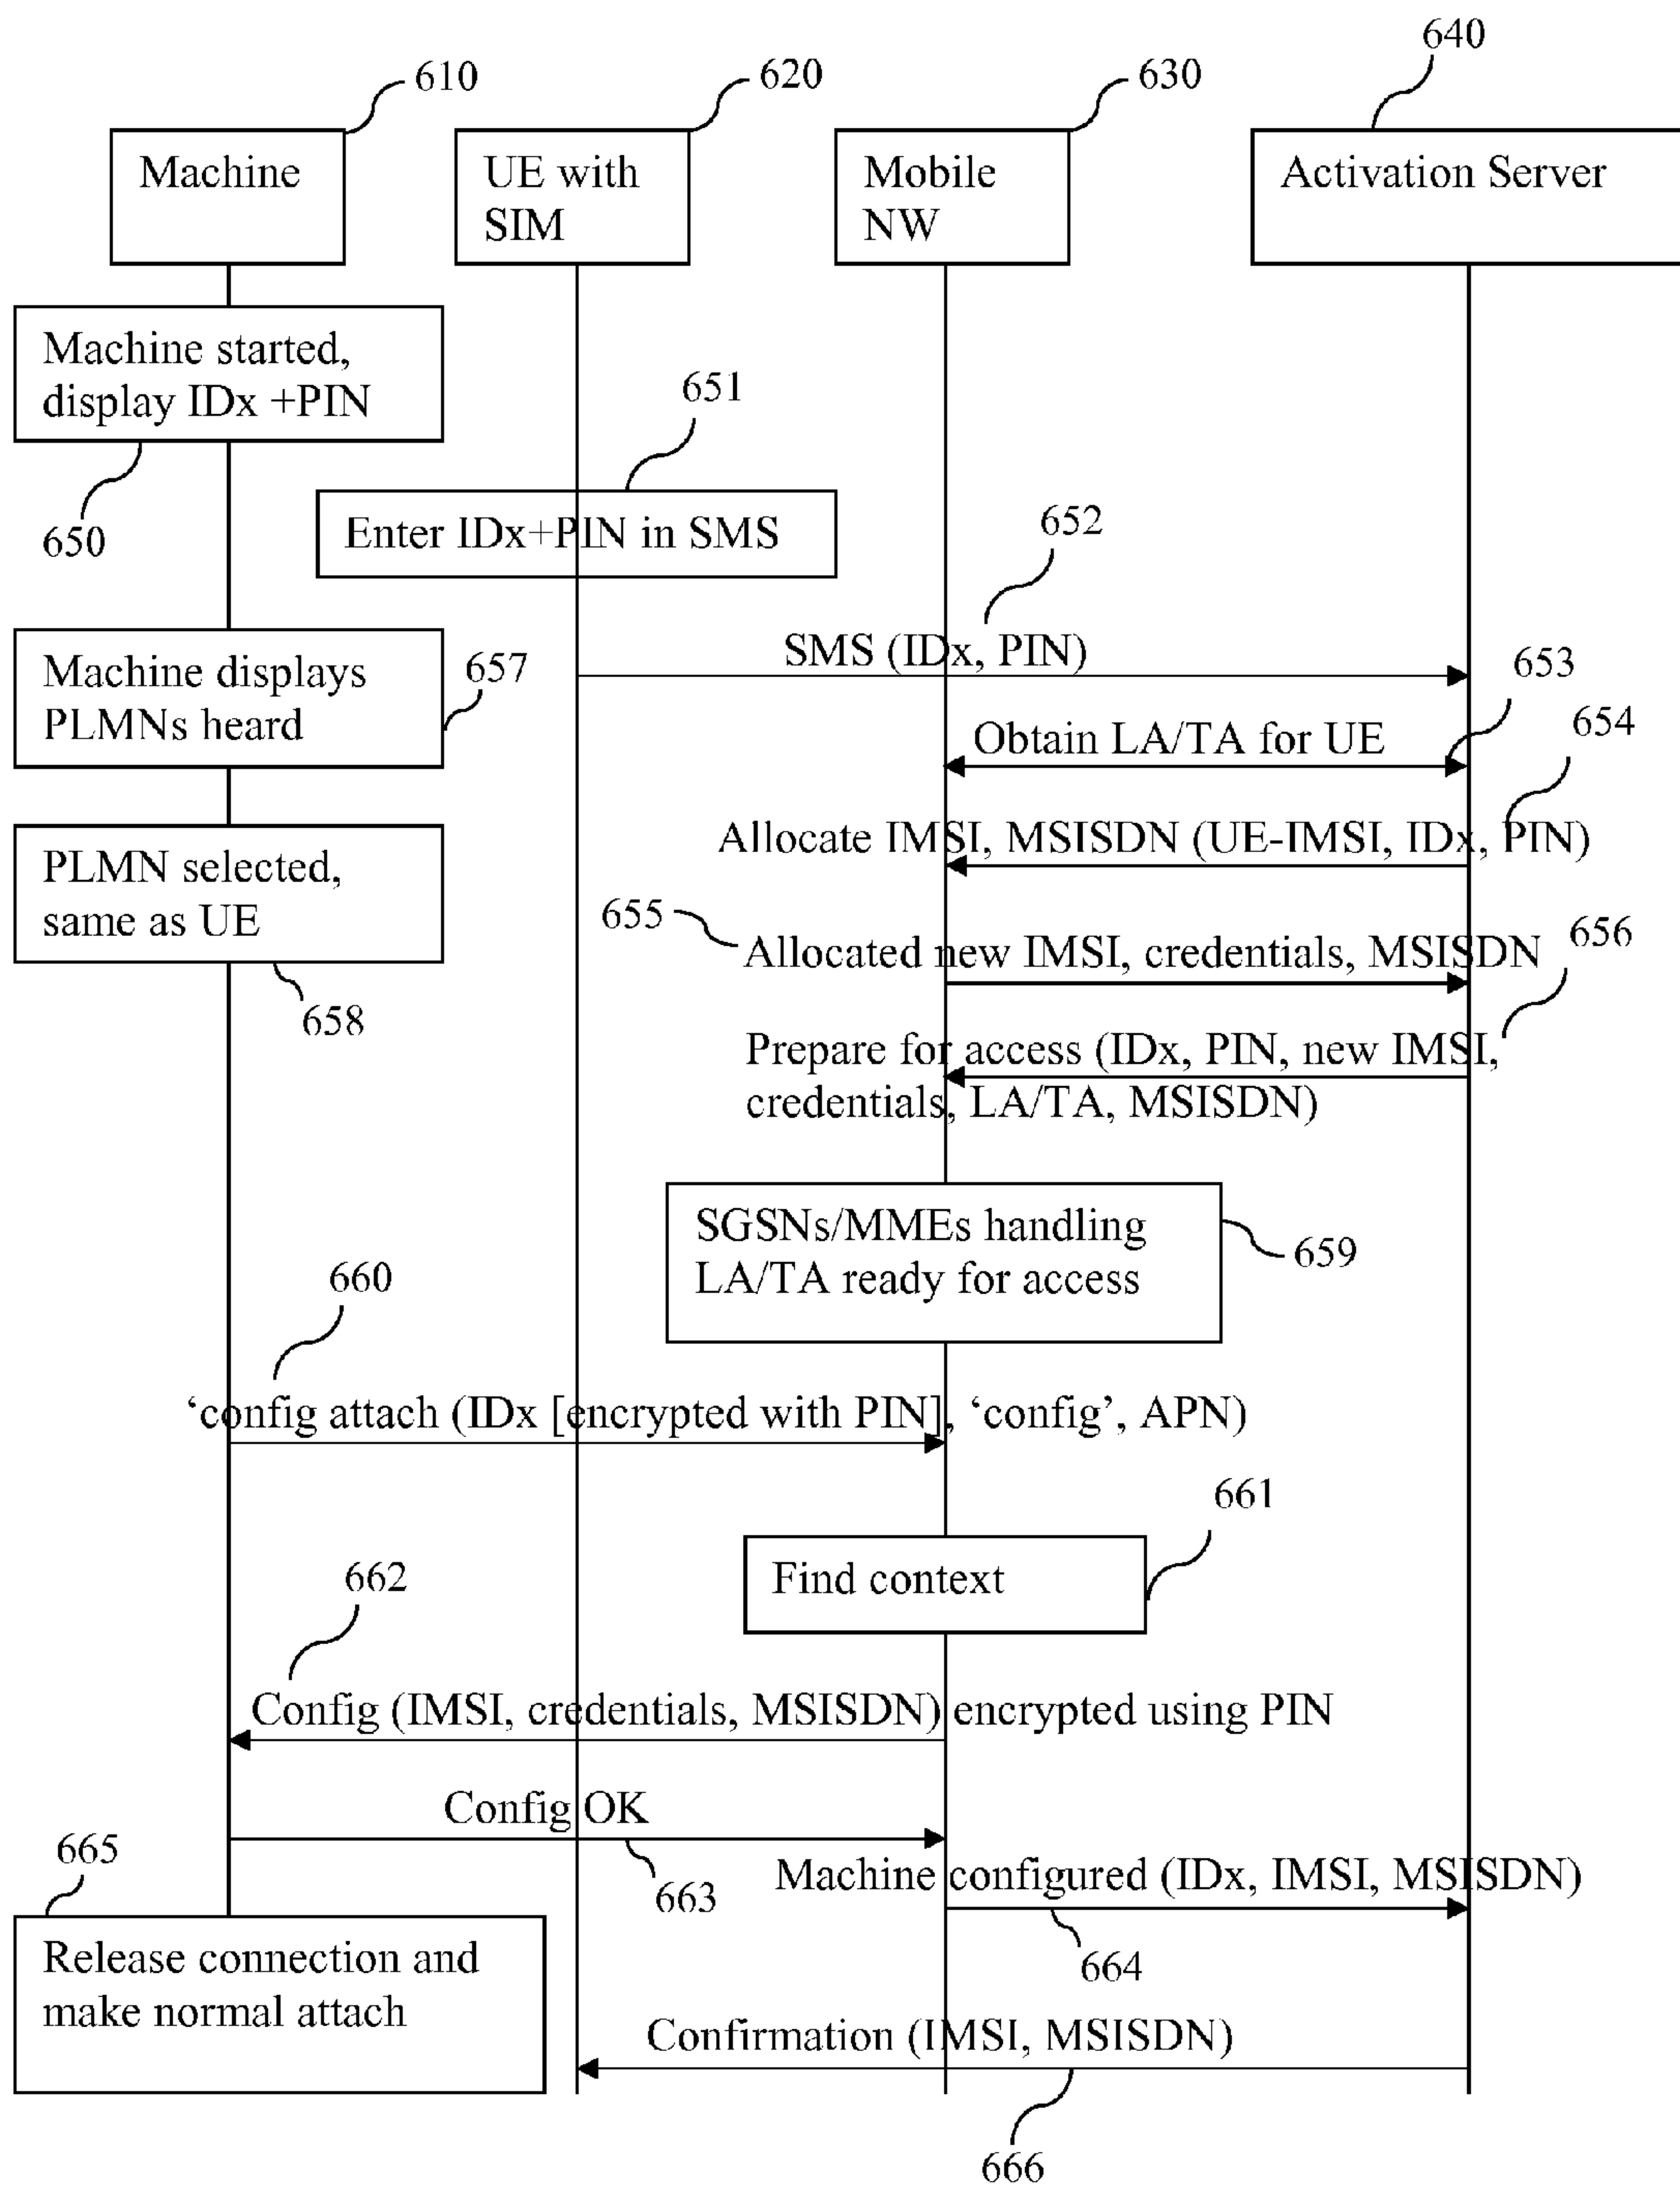 640
610
620
630
Machine
UE with
SIM
Mobile
NW
Activation Server
Machine started,
display IDx +PIN
650
651
Enter IDx+PIN in SMS
652
SMS (IDx, PIN)
653
Machine displays
PLMNs heard
657
Obtain LA/TA for UE
654
Allocate IMSI, MSISDN (UE-IMSI, IDx, PIN)
PLMN selected,
same as UE
658
655
Allocated new IMSI, credentials, MSISDN
656
Prepare for access (IDx, PIN, new IMSI,
credentials, LA/TA, MSISDN)
SGSNs/MMEs handling
LA/TA ready for access
659
660
‘config attach (IDx [encrypted with PIN], ‘config’, APN)
661
Find context
662
Config (IMSI, credentials, MSISDN) encrypted using PIN
Config OK
663
665
Machine configured (IDx, IMSI, MSISDN)
664
Release connection and
make normal attach
Confirmation (IMSI, MSISDN)
666